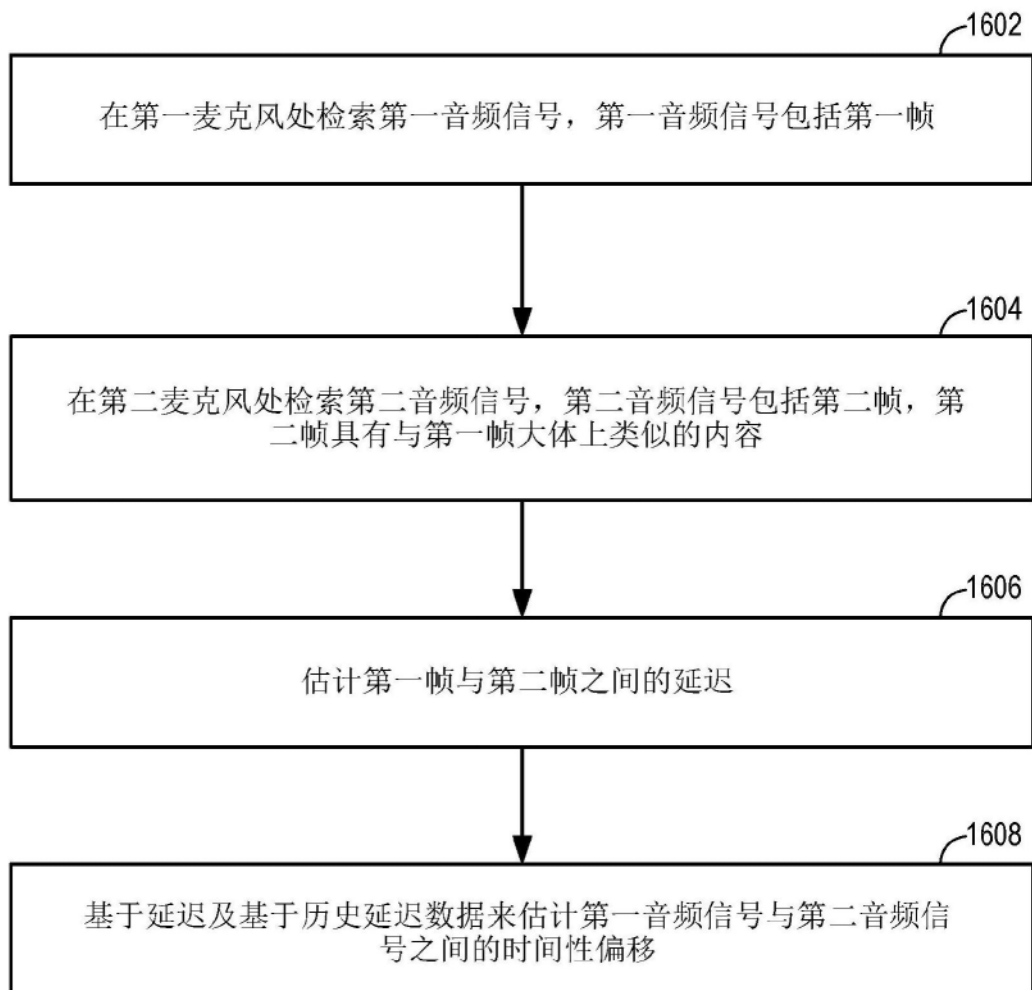 1602
在第一麦克风处检索第一音频信号，第一音频信号包括第一帧
1604
在第二麦克风处检索第二音频信号，第二音频信号包括第二帧，第
二帧具有与第一帧大体上类似的内容
1606
估计第一帧与第二帧之间的延迟
1608
基于延迟及基于历史延迟数据来估计第一音频信号与第二音频信
号之间的时间性偏移